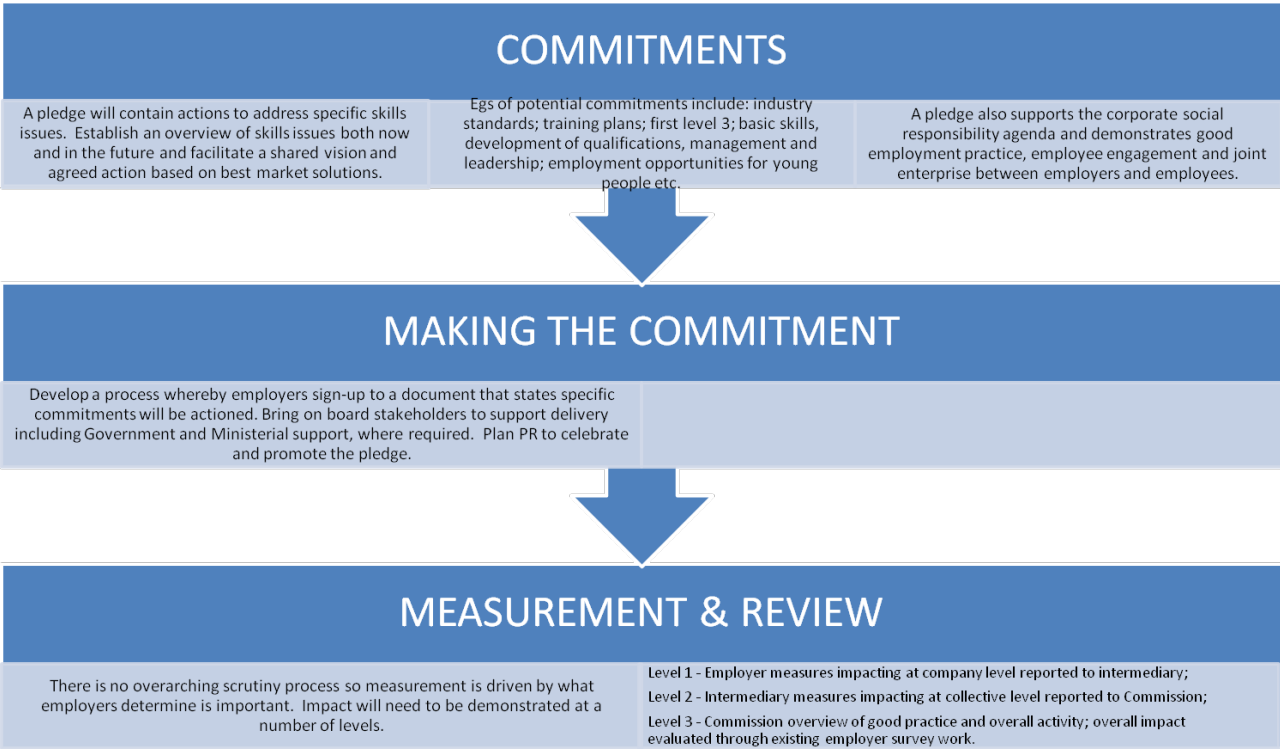 COMMITMENTS
A pledge will contain actions to address specific skills
issues.  Establish an overview of skills issues both now
and in the future and facilitate a shared vision and
agreed action based on best market solutions.
Egs of potential commitments include: industry
standards; training plans; first level 3; basic skills,
development of qualifications, management and
leadership; employment opportunities for young
people etc.
A pledge also supports the corporate social
responsibility agenda and demonstrates good
employment practice, employee engagement and joint
enterprise between employers and employees.
MAKING THE COMMITMENT
Develop a process whereby employers sign-up to a document that states specific
commitments will be actioned. Bring on board stakeholders to support delivery
including Government and Ministerial support, where required.  Plan PR to celebrate
and promote the pledge.
MEASUREMENT & REVIEW
There is no overarching scrutiny process so measurement is driven by what
employers determine is important.  Impact will need to be demonstrated at a
number of levels.
Level 1 - Employer measures impacting at company level reported to intermediary;
Level 2 - Intermediary measures impacting at collective level reported to Commission;
Level 3 - Commission overview of good practice and overall activity; overall impact
evaluated through existing employer survey work.